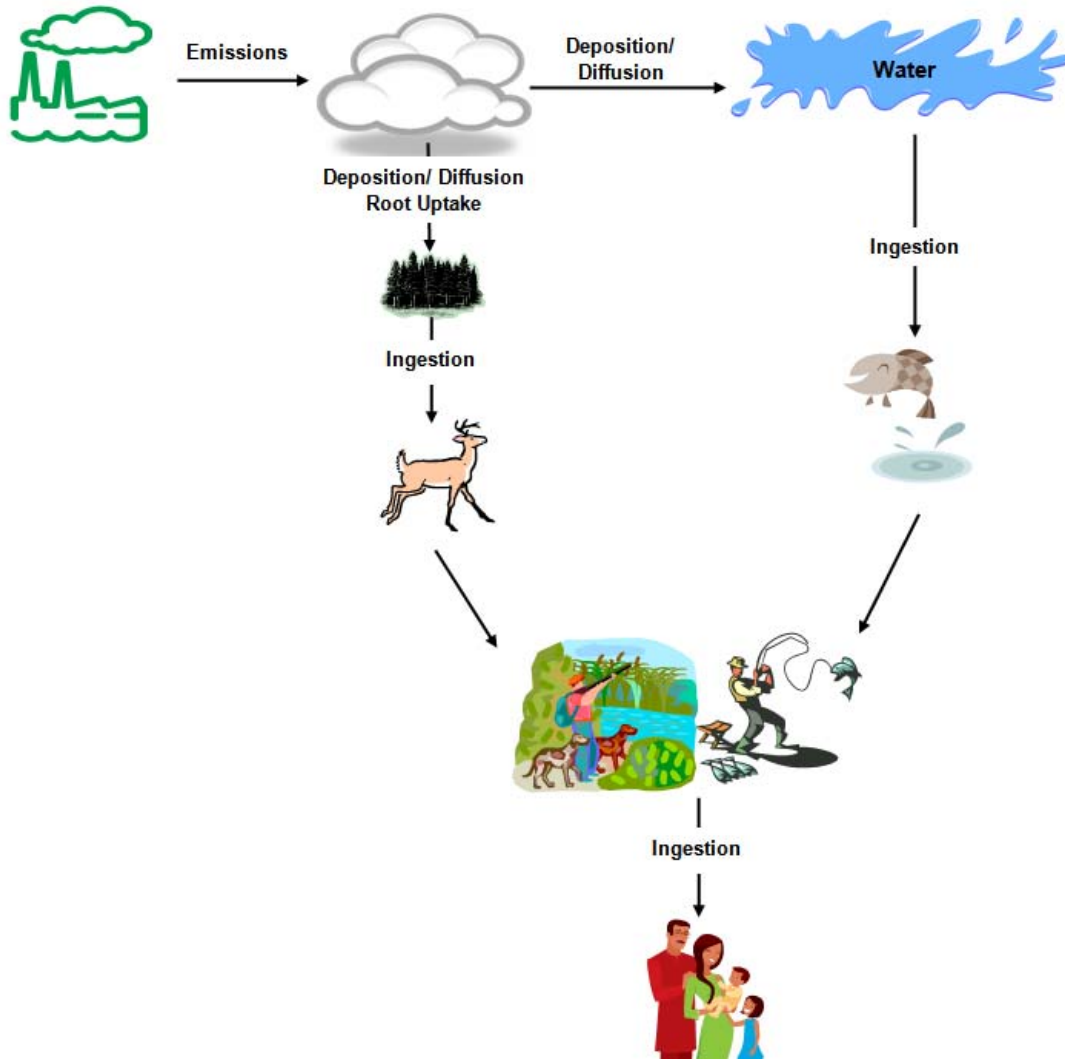 Emissions
Deposition/
Diffusion
Water
Deposition/ Diffusion
Root Uptake
Ingestion
Ingestion
Ingestion